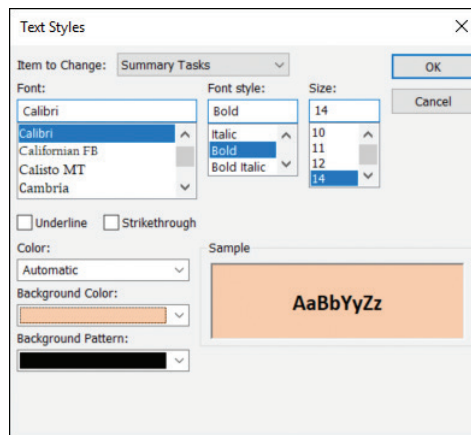 Text Styles
Item to Change: Summary Tasks
Font: Font style: Size:
Calibri Bold 14
Calibri Italic 10
Californian FB Bold 11
Calisto MT Bold Italic 12
Cambria 14
OK
Cancel
Underline Strikethrough
Color:
Automatic
Background Color:
Background Pattern:
Sample
AaBbYyZz